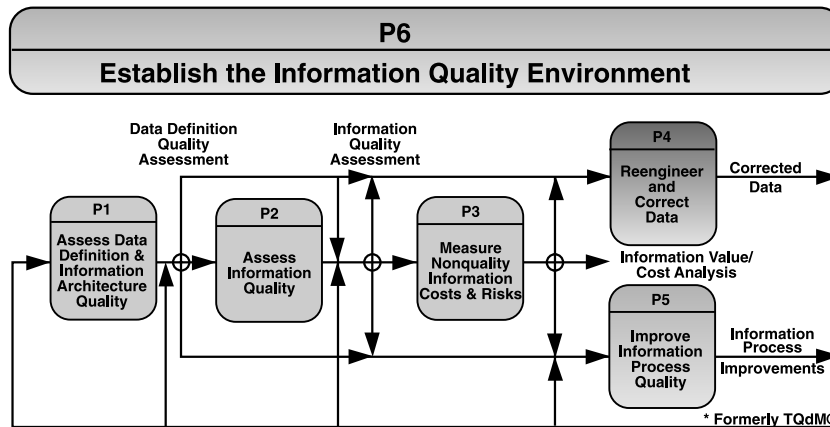 P6
Establish the Information Quality Environment
Data Definition
Quality
Assessment
Information
Quality
Assessment
P4
Reengineer
and
Correct
Data
Corrected
Data
P1
Assess Data
Definition &
Information
Architecture
Quality
P2
Assess
Information
Quality
P3
Measure
Nonquality
Information
Costs & Risks
Information Value/
Cost Analysis
P5
Improve
Information
Process
Quality
Information
Process
Improvements
* Formerly TQdM